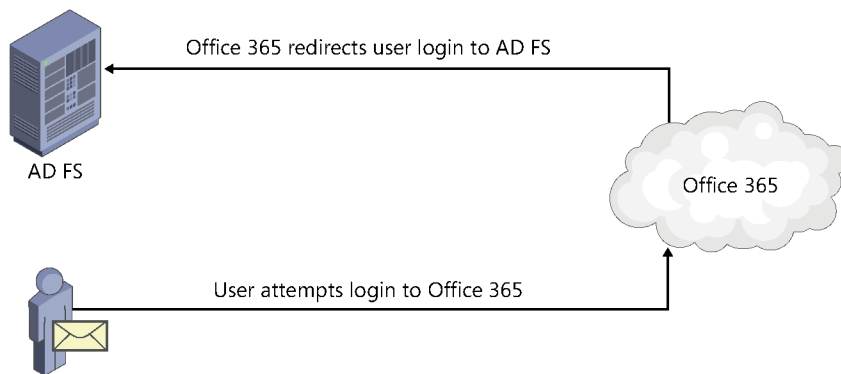 Office 365 redirects user login to AD FS
AD FS
Office 365
User attempts login to Office 365